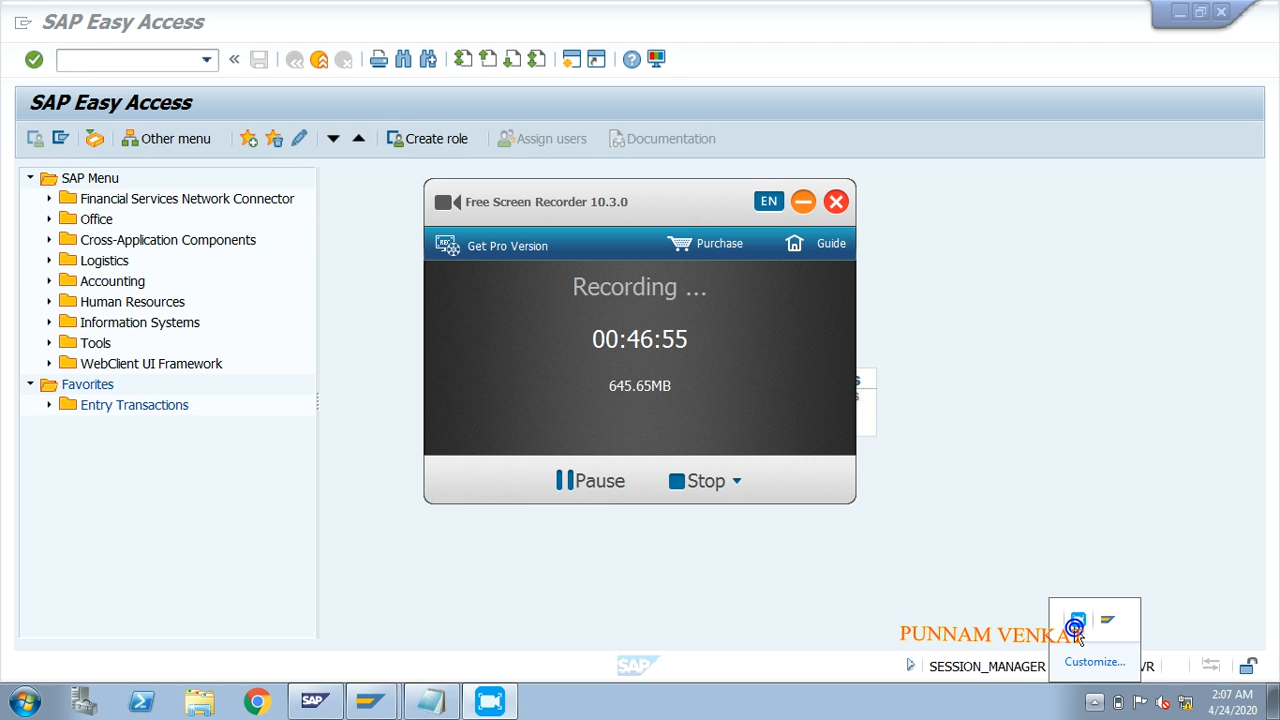 SAP Easy Access
SAP Easy Access
Other menu
Create role
Assign users
Documentation
SAP Menu
Financial Services Network Connector
Office
Cross-Application Components
Logistics
Accounting
Human Resources
Information Systems
Tools
WebClient UI Framework
Favorites
Entry Transactions
Free Screen Recorder 10.3.0
EN
Get Pro Version
Purchase
Guide
Recording ...
00:46:55
645.65MB
Pause
Stop
PUNNAM VENKA
Customize...
SAP
SESSION_MANAGER
VR
SAP
2:07 AM
4/24/2020